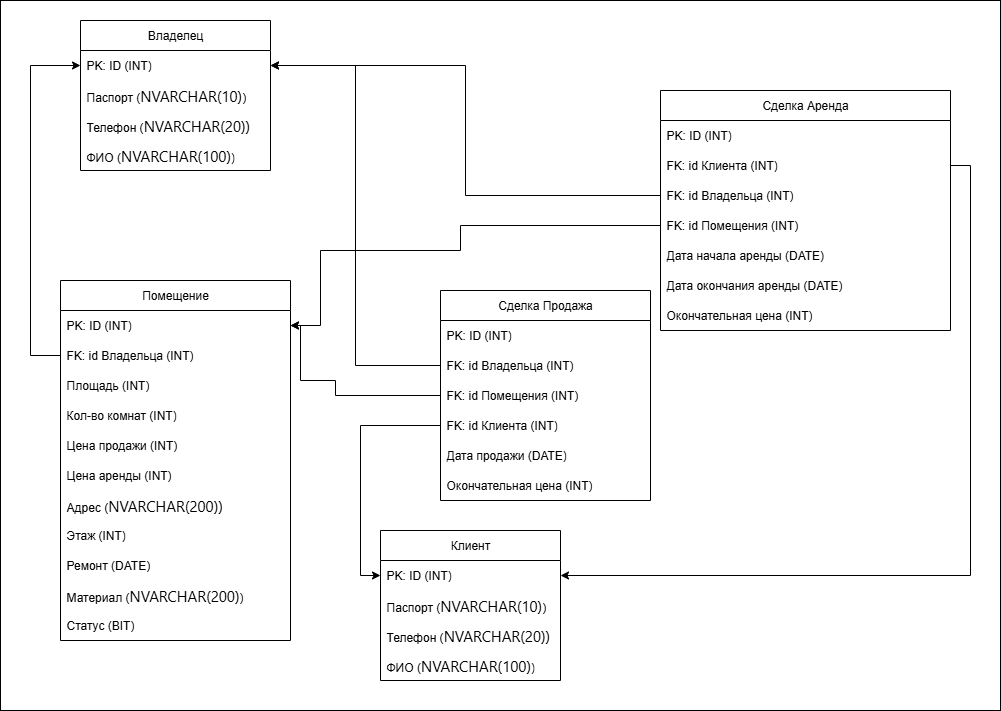 Владелец
PK: ID (INT)
Паспорт (NVARCHAR(10))
Телефон (NVARCHAR(20))
ФИО (NVARCHAR(100))
Сделка Аренда
PK: ID (INT)
FK: id Клиента (INT)
FK: id Владельца (INT)
FK: id Помещения (INT)
Дата начала аренды (DATE)
Дата окончания аренды (DATE)
Окончательная цена (INT)
Помещение
PK: ID (INT)
FK: id Владельца (INT)
Площадь (INT)
Кол-во комнат (INT)
Цена продажи (INT)
Цена аренды (INT)
Адрес (NVARCHAR(200))
Этаж (INT)
Ремонт (DATE)
Материал (NVARCHAR(200))
Статус (BIT)
Сделка Продажа
PK: ID (INT)
FK: id Владельца (INT)
FK: id Помещения (INT)
FK: id Клиента (INT)
Дата продажи (DATE)
Окончательная цена (INT)
Клиент
PK: ID (INT)
Паспорт (NVARCHAR(10))
Телефон (NVARCHAR(20))
ФИО (NVARCHAR(100))